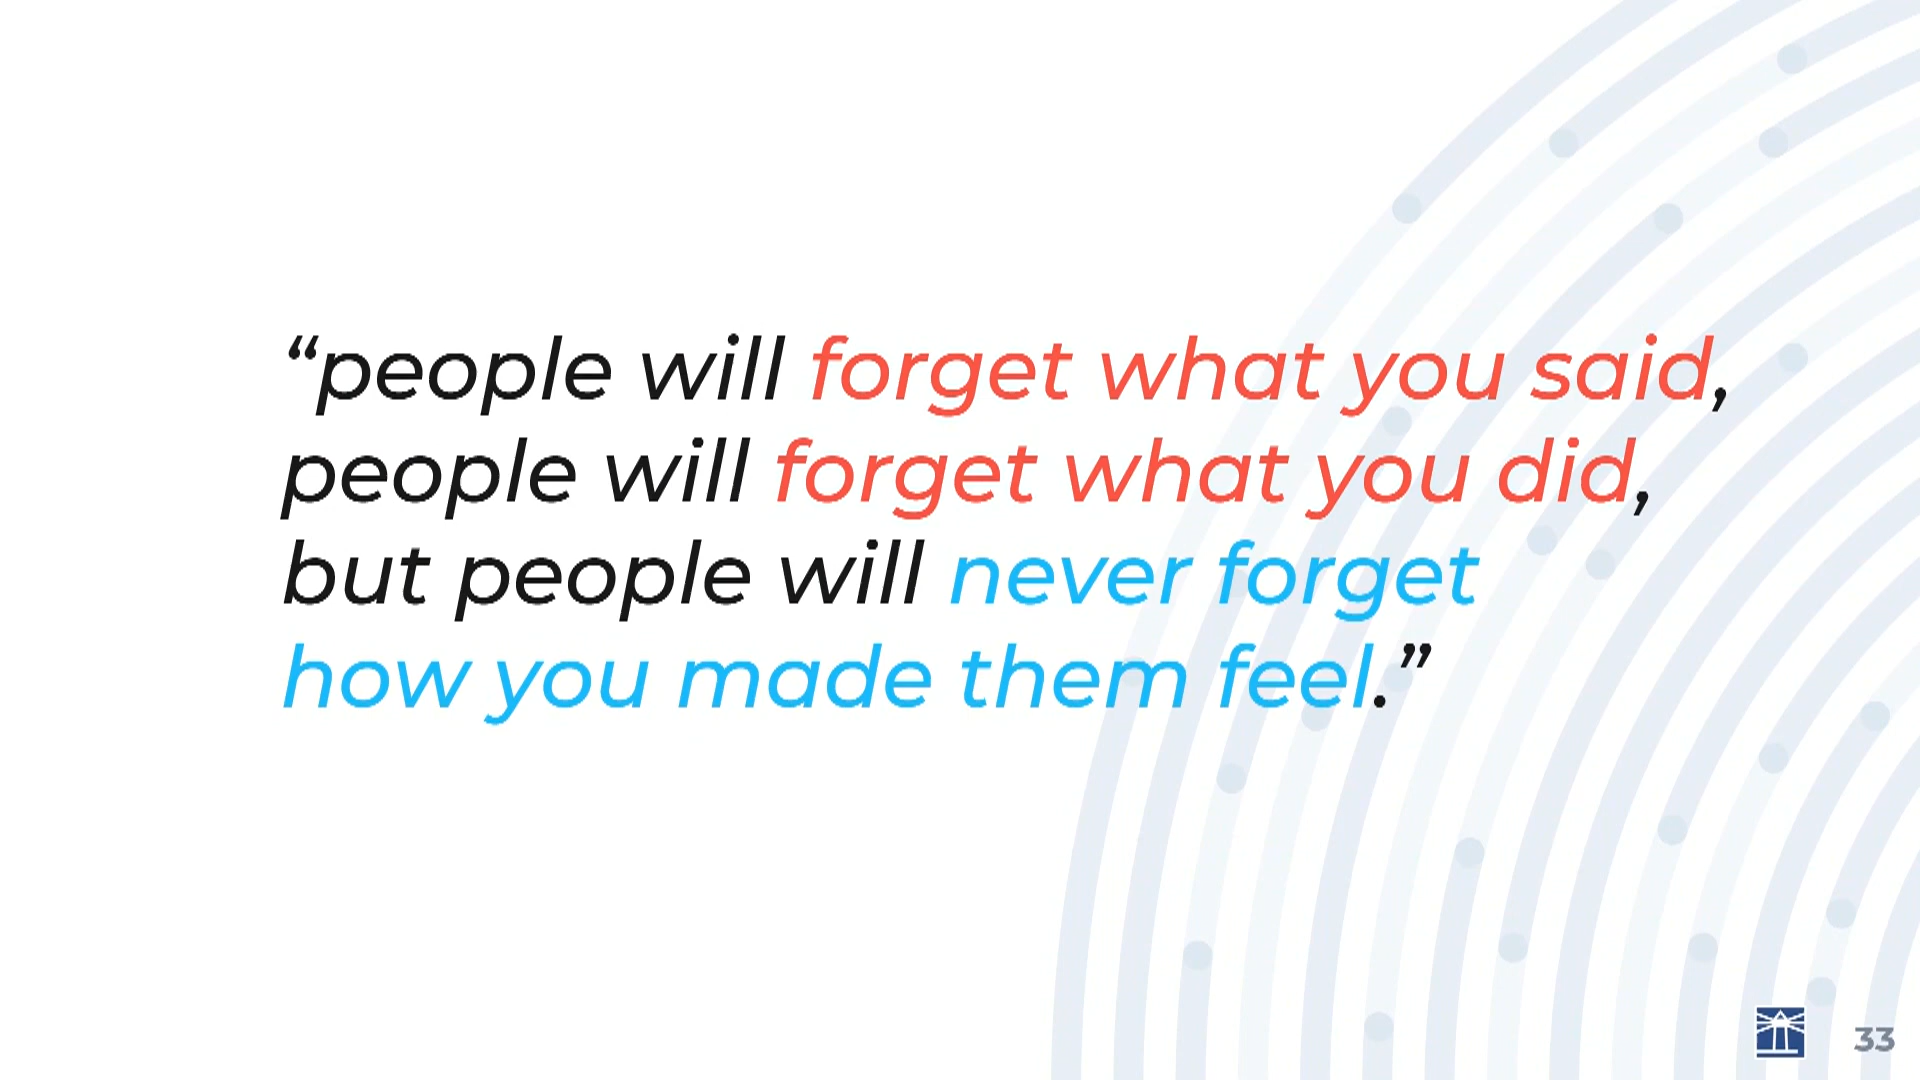 “people will forget what you said,
people will forget what you did,
but people will never forget
how you made them feel.”
33